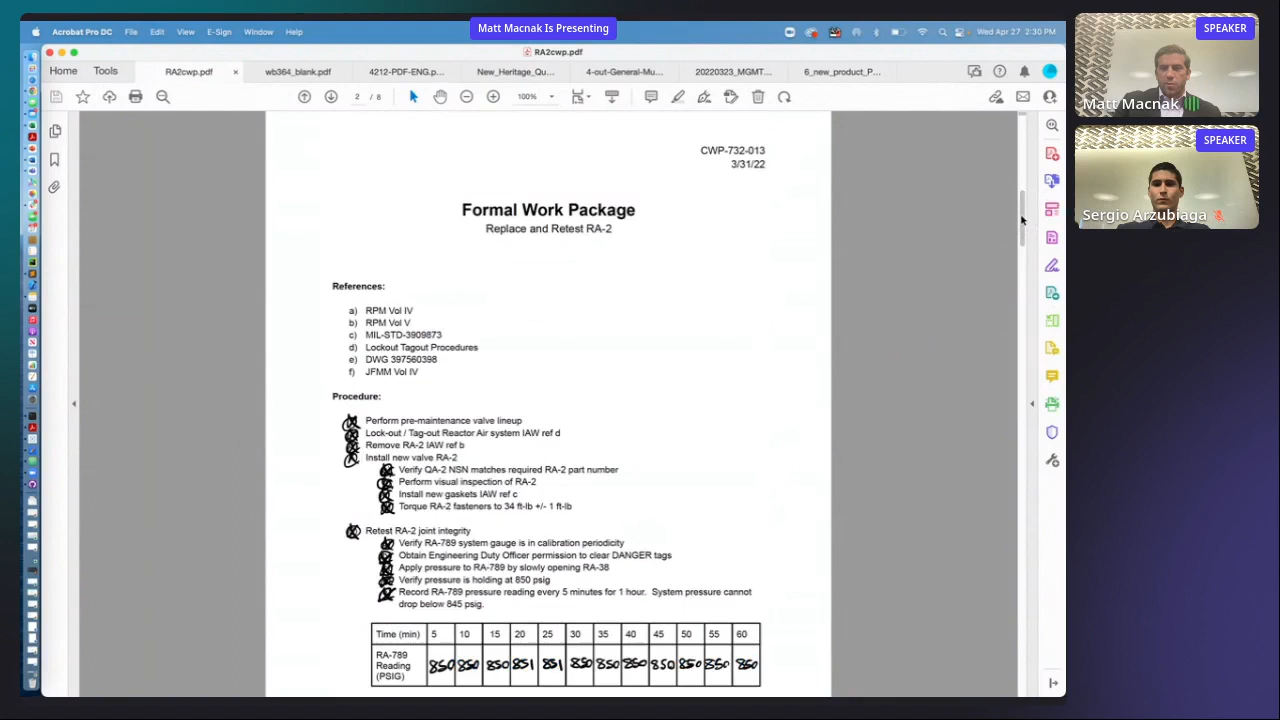 Matt Macnak Is Presenting
Acrobat Pro DC File Edit View E-Sign Window Help
Wed Apr 27 2:30 PM
RA2cwp.pdf
Home Tools
RA2cwp.pdf × wb364_blank.pdf 4212-PDF-ENG.p... New_Heritage_Qu... 4-out-General-Mu... 20220323_MGMT... 6_new_product_P...
2 / 8 100%
CWP-732-013
3/31/22
Formal Work Package
Replace and Retest RA-2
References:
a) RPM Vol IV
b) RPM Vol V
c) MIL-STD-3909873
d) Lockout Tagout Procedures
e) DWG 397560398
f) JFMM Vol IV
Procedure:
Perform pre-maintenance valve lineup
Lock-out / Tag-out Reactor Air system IAW ref d
Remove RA-2 IAW ref b
Install new valve RA-2
Verify QA-2 NSN matches required RA-2 part number
Perform visual inspection of RA-2
Install new gaskets IAW ref c
Torque RA-2 fasteners to 34 ft-lb +/- 1 ft-lb
Retest RA-2 joint integrity
Verify RA-789 system gauge is in calibration periodicity
Obtain Engineering Duty Officer permission to clear DANGER tags
Apply pressure to RA-789 by slowly opening RA-38
Verify pressure is holding at 850 psig
Record RA-789 pressure reading every 5 minutes for 1 hour. System pressure cannot
drop below 845 psig.
Time (min) 5 10 15 20 25 30 35 40 45 50 55 60
RA-789
Reading
(PSIG) 850 850 850 851 851 850 850 850 850 850 850 850
SPEAKER
Matt Macnak
SPEAKER
Sergio Arzubiaga